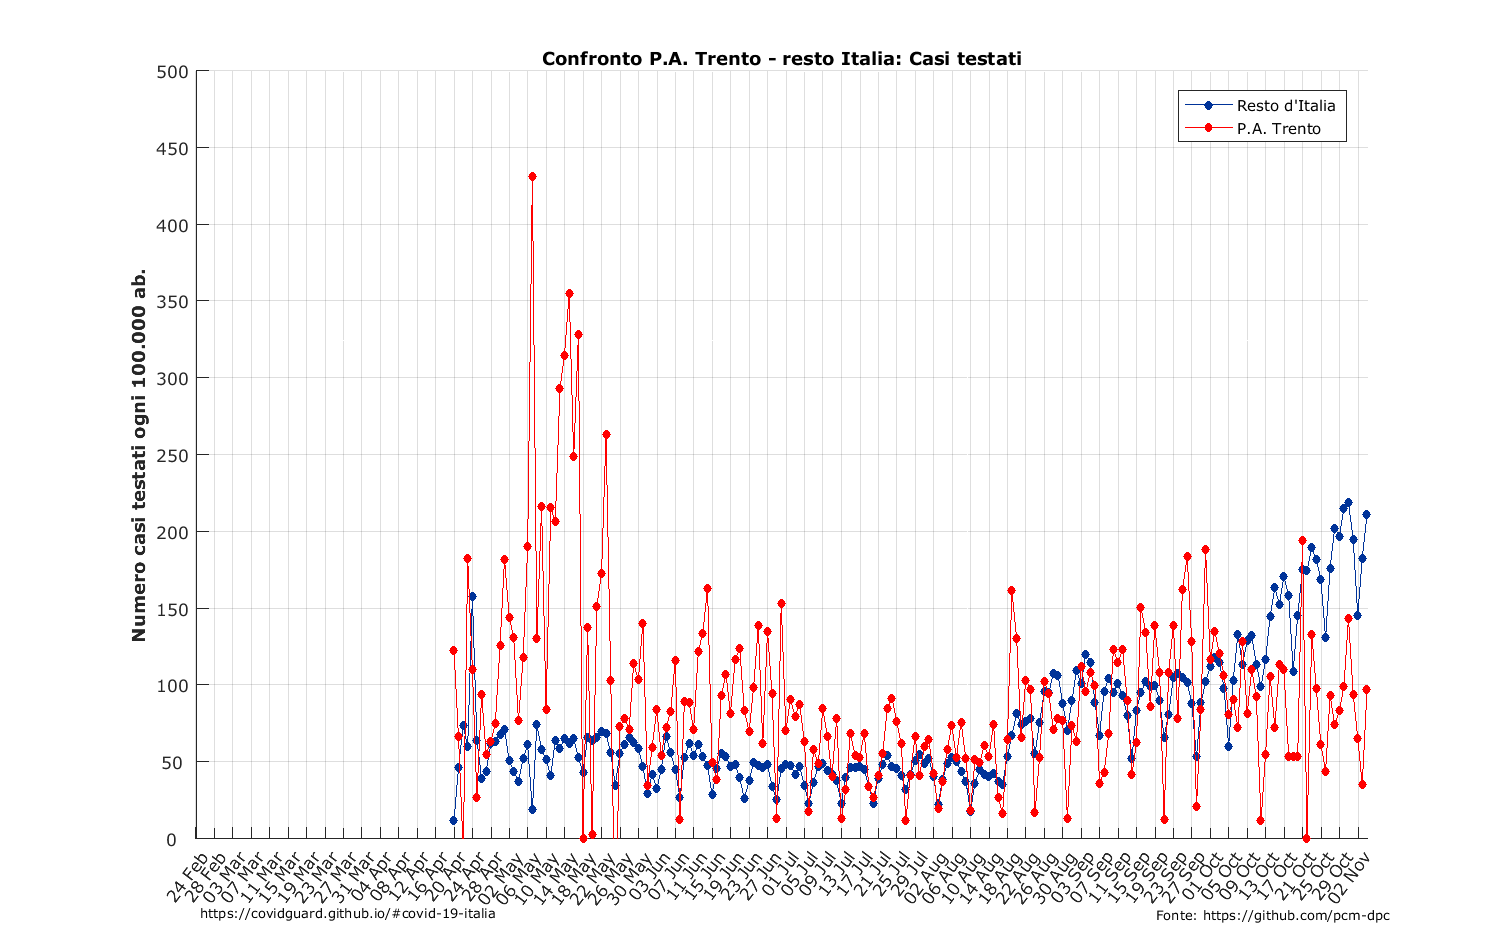 Confronto P.A. Trento - resto Italia: Casi testati
Resto d'Italia
P.A. Trento
Numero casi testati ogni 100.000 ab.
500
450
400
350
300
250
200
150
100
50
0
24 Feb
28 Feb
03 Mar
07 Mar
11 Mar
15 Mar
19 Mar
23 Mar
27 Mar
31 Mar
04 Apr
08 Apr
12 Apr
16 Apr
20 Apr
24 Apr
28 Apr
02 May
06 May
10 May
14 May
18 May
22 May
26 May
30 May
03 Jun
07 Jun
11 Jun
15 Jun
19 Jun
23 Jun
27 Jun
01 Jul
05 Jul
09 Jul
13 Jul
17 Jul
21 Jul
25 Jul
29 Jul
02 Aug
06 Aug
10 Aug
14 Aug
18 Aug
22 Aug
26 Aug
30 Aug
03 Sep
07 Sep
11 Sep
15 Sep
19 Sep
23 Sep
27 Sep
01 Oct
05 Oct
09 Oct
13 Oct
17 Oct
21 Oct
25 Oct
29 Oct
02 Nov
https://covidguard.github.io/#covid-19-italia
Fonte: https://github.com/pcm-dpc